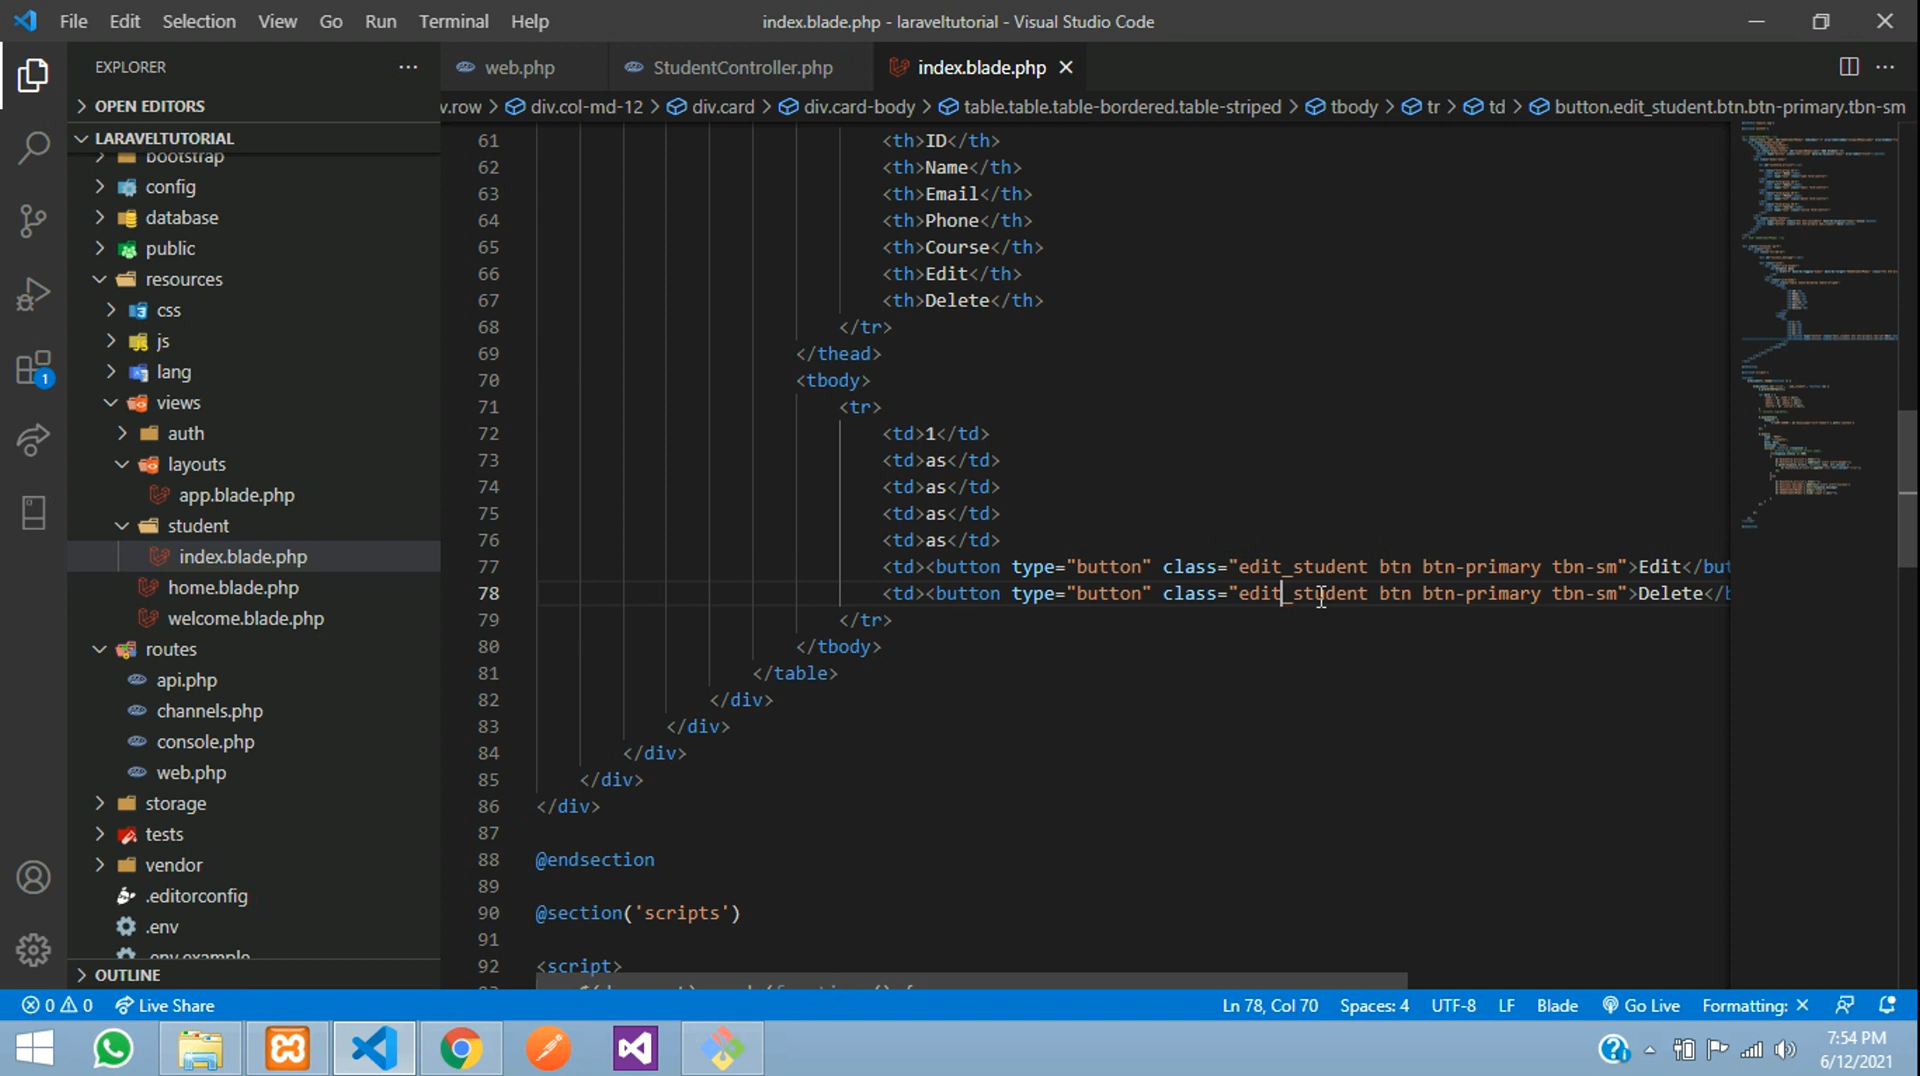 File Edit Selection View Go Run Terminal Help
index.blade.php - laraveltutorial - Visual Studio Code
EXPLORER
OPEN EDITORS
LARAVELTUTORIAL
bootstrap
config
database
public
resources
css
js
lang
views
auth
layouts
app.blade.php
student
index.blade.php
home.blade.php
welcome.blade.php
routes
api.php
channels.php
console.php
web.php
storage
tests
vendor
.editorconfig
.env
.env.example
OUTLINE
1
web.php StudentController.php index.blade.php
v.row > div.col-md-12 > div.card > div.card-body > table.table.table-bordered.table-striped > tbody > tr > td > button.edit_student.btn.btn-primary.tbn-sm
61 <th>ID</th>
62 <th>Name</th>
63 <th>Email</th>
64 <th>Phone</th>
65 <th>Course</th>
66 <th>Edit</th>
67 <th>Delete</th>
68 </tr>
69 </thead>
70 <tbody>
71 <tr>
72 <td>1</td>
73 <td>as</td>
74 <td>as</td>
75 <td>as</td>
76 <td>as</td>
77 <td><button type="button" class="edit_student btn btn-primary tbn-sm">Edit</but
78 <td><button type="button" class="edit_student btn btn-primary tbn-sm">Delete</b
79 </tr>
80 </tbody>
81 </table>
82 </div>
83 </div>
84 </div>
85 </div>
86 </div>
87
88 @endsection
89
90 @section('scripts')
91
92 <script>
0 0 Live Share
Ln 78, Col 70 Spaces: 4 UTF-8 LF Blade Go Live Formatting: ×
7:54 PM
6/12/2021